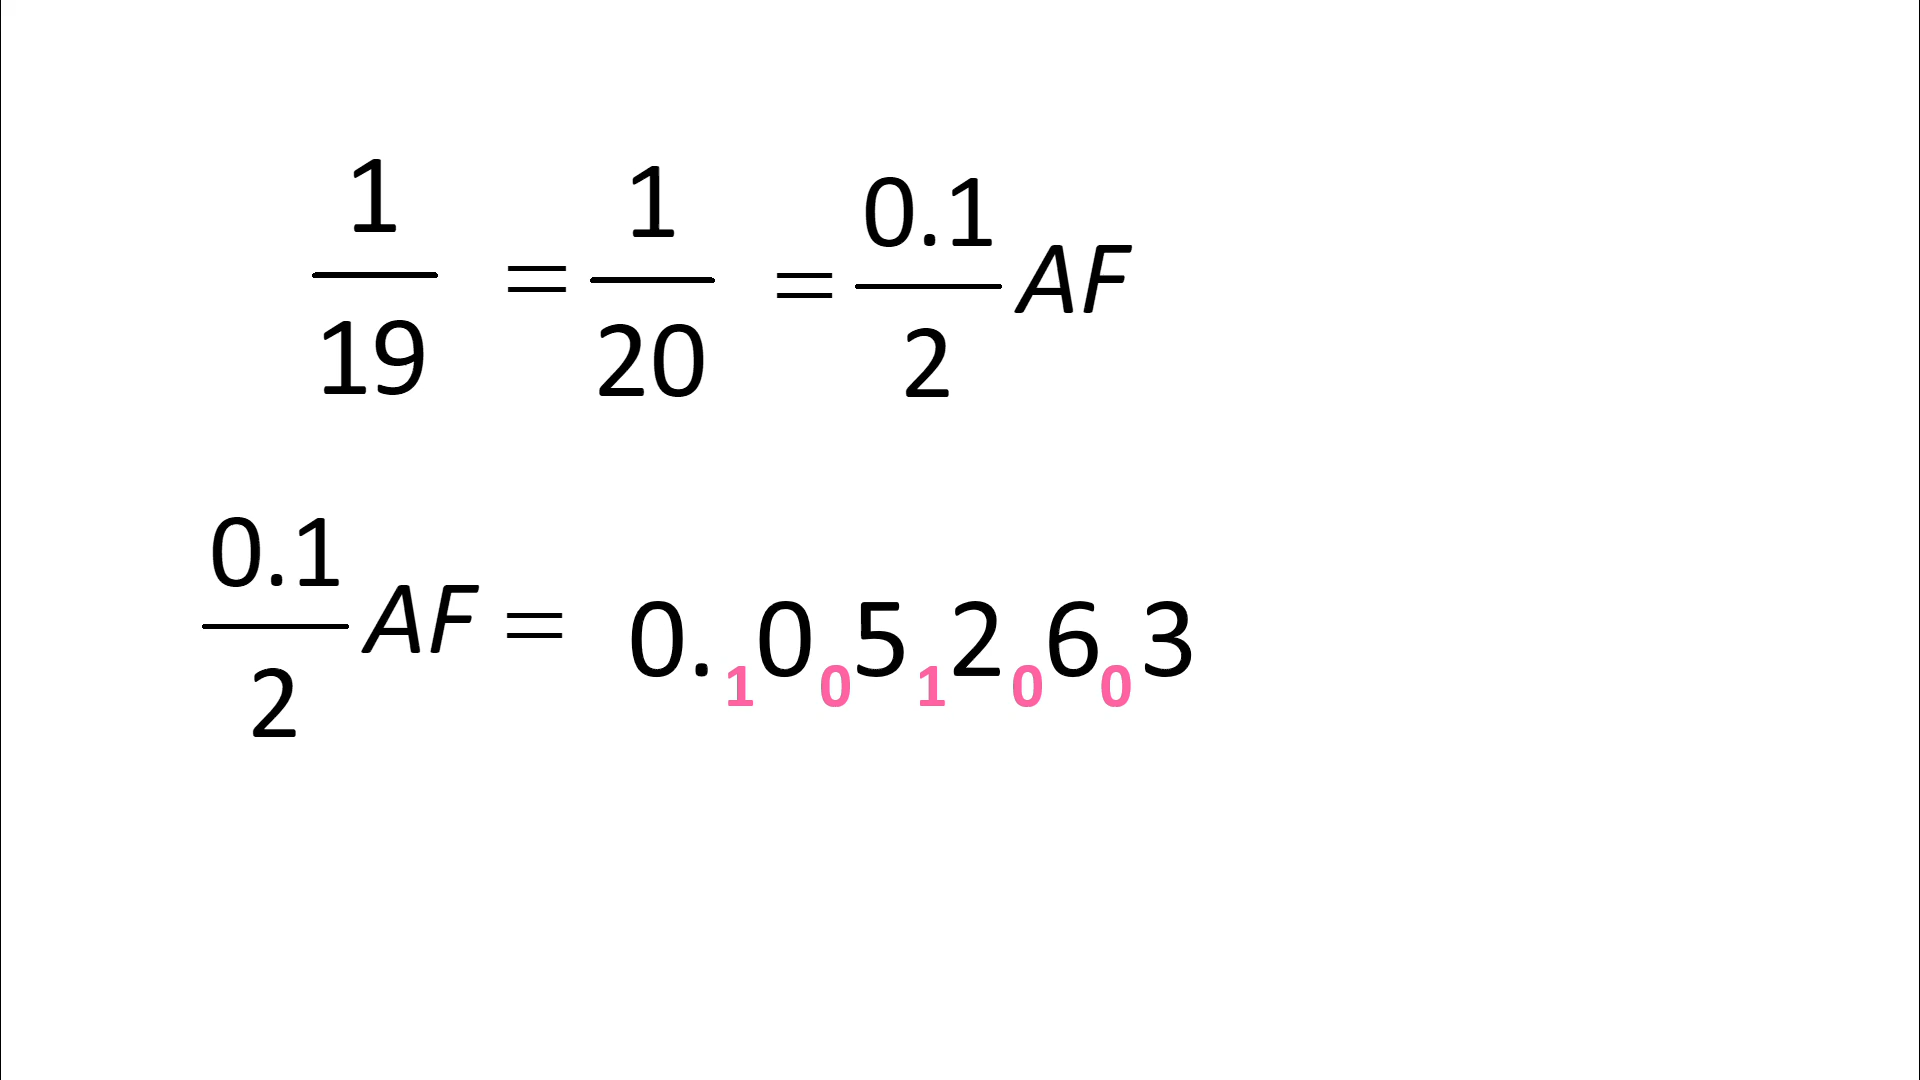 1/19 = 1/20 = 0.1/2 AF
0.1/2 AF = 0.₁0₀5₁2₀6₀3